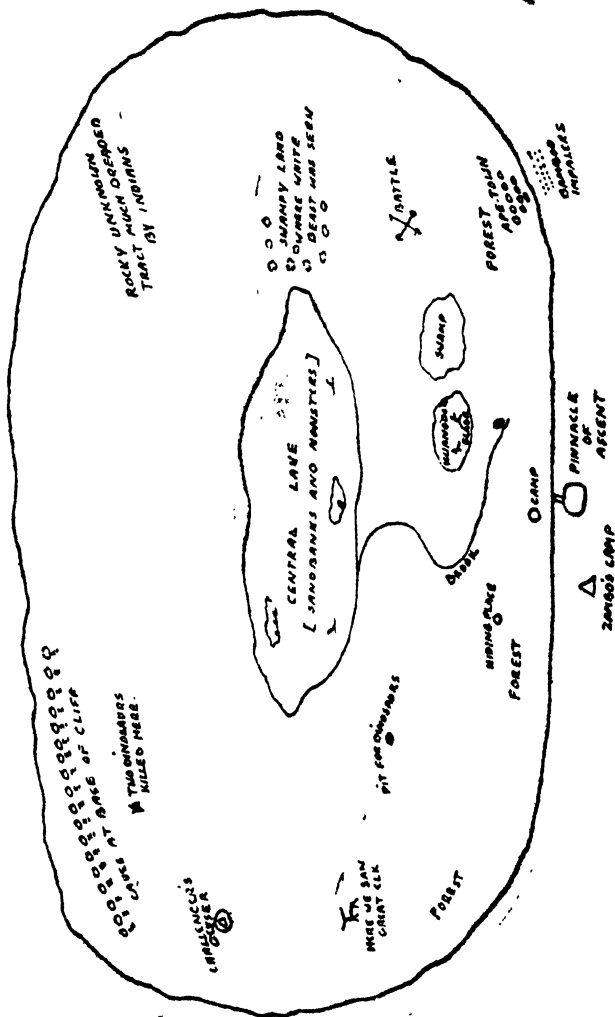 ROCKY UNKNOWN
TRACT MUCH DREADED
BY INDIANS
CAVES AT BASE OF CLIFF
TWO DINOSAURS
KILLED HERE.
SWAMPY LAND
WHERE WHITE
BEAST WAS SEEN
CENTRAL LAKE
[SANDBANKS AND MONSTERS]
CHALLENGER'S
GEYSER
BATTLE
SWAMP
IGUANODON
GLADE
BROOK
PIT FOR DINOSAURS
HERE WE SAW
GREAT ELK
FOREST
HIDING PLACE
FOREST
CAMP
FOREST-TOWN
BAMBOO
IMPALERS
PINNACLE
OF
ASCENT
ZAMBO'S CAMP